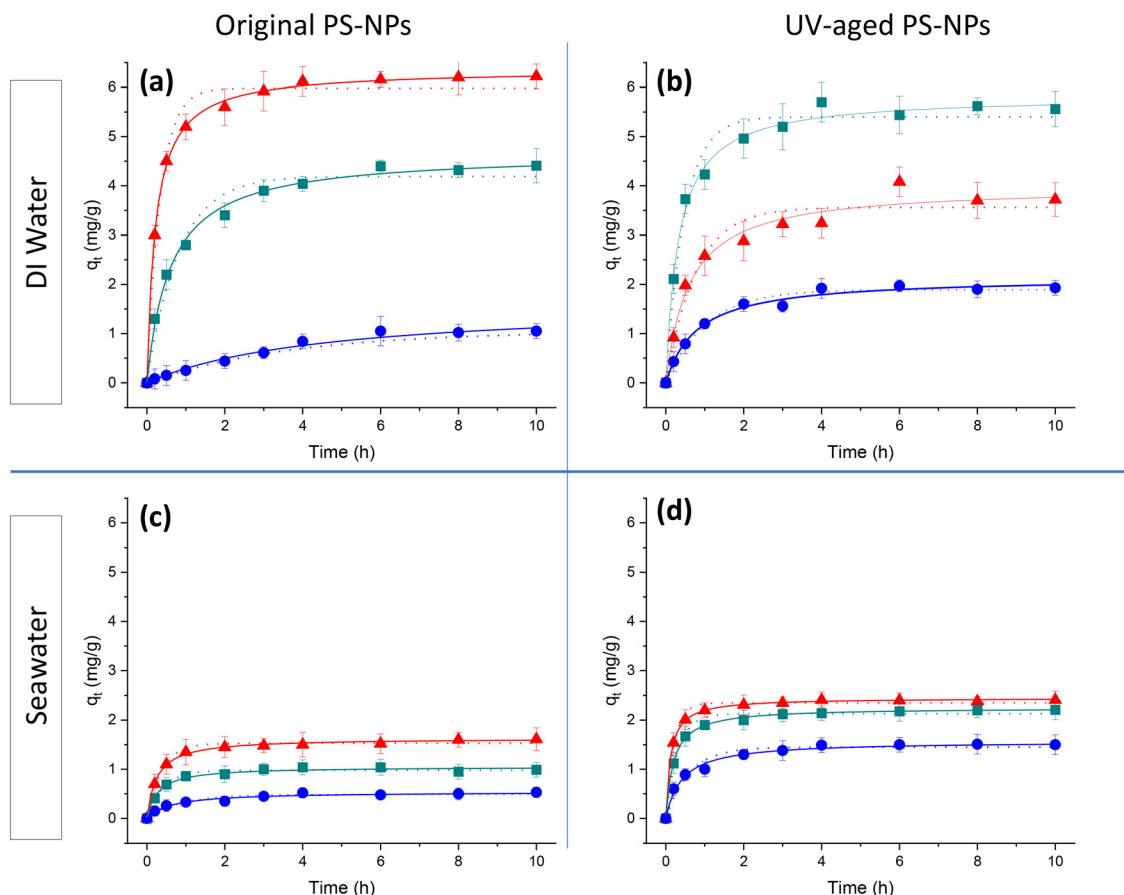 Original PS-NPs
UV-aged PS-NPs
DI Water
(a)
qt (mg/g)
6
5
4
3
2
1
0
0 2 4 6 8 10
Time (h)
(b)
qt (mg/g)
6
5
4
3
2
1
0
0 2 4 6 8 10
Time (h)
Seawater
(c)
qt (mg/g)
6
5
4
3
2
1
0
0 2 4 6 8 10
Time (h)
(d)
qt (mg/g)
6
5
4
3
2
1
0
0 2 4 6 8 10
Time (h)